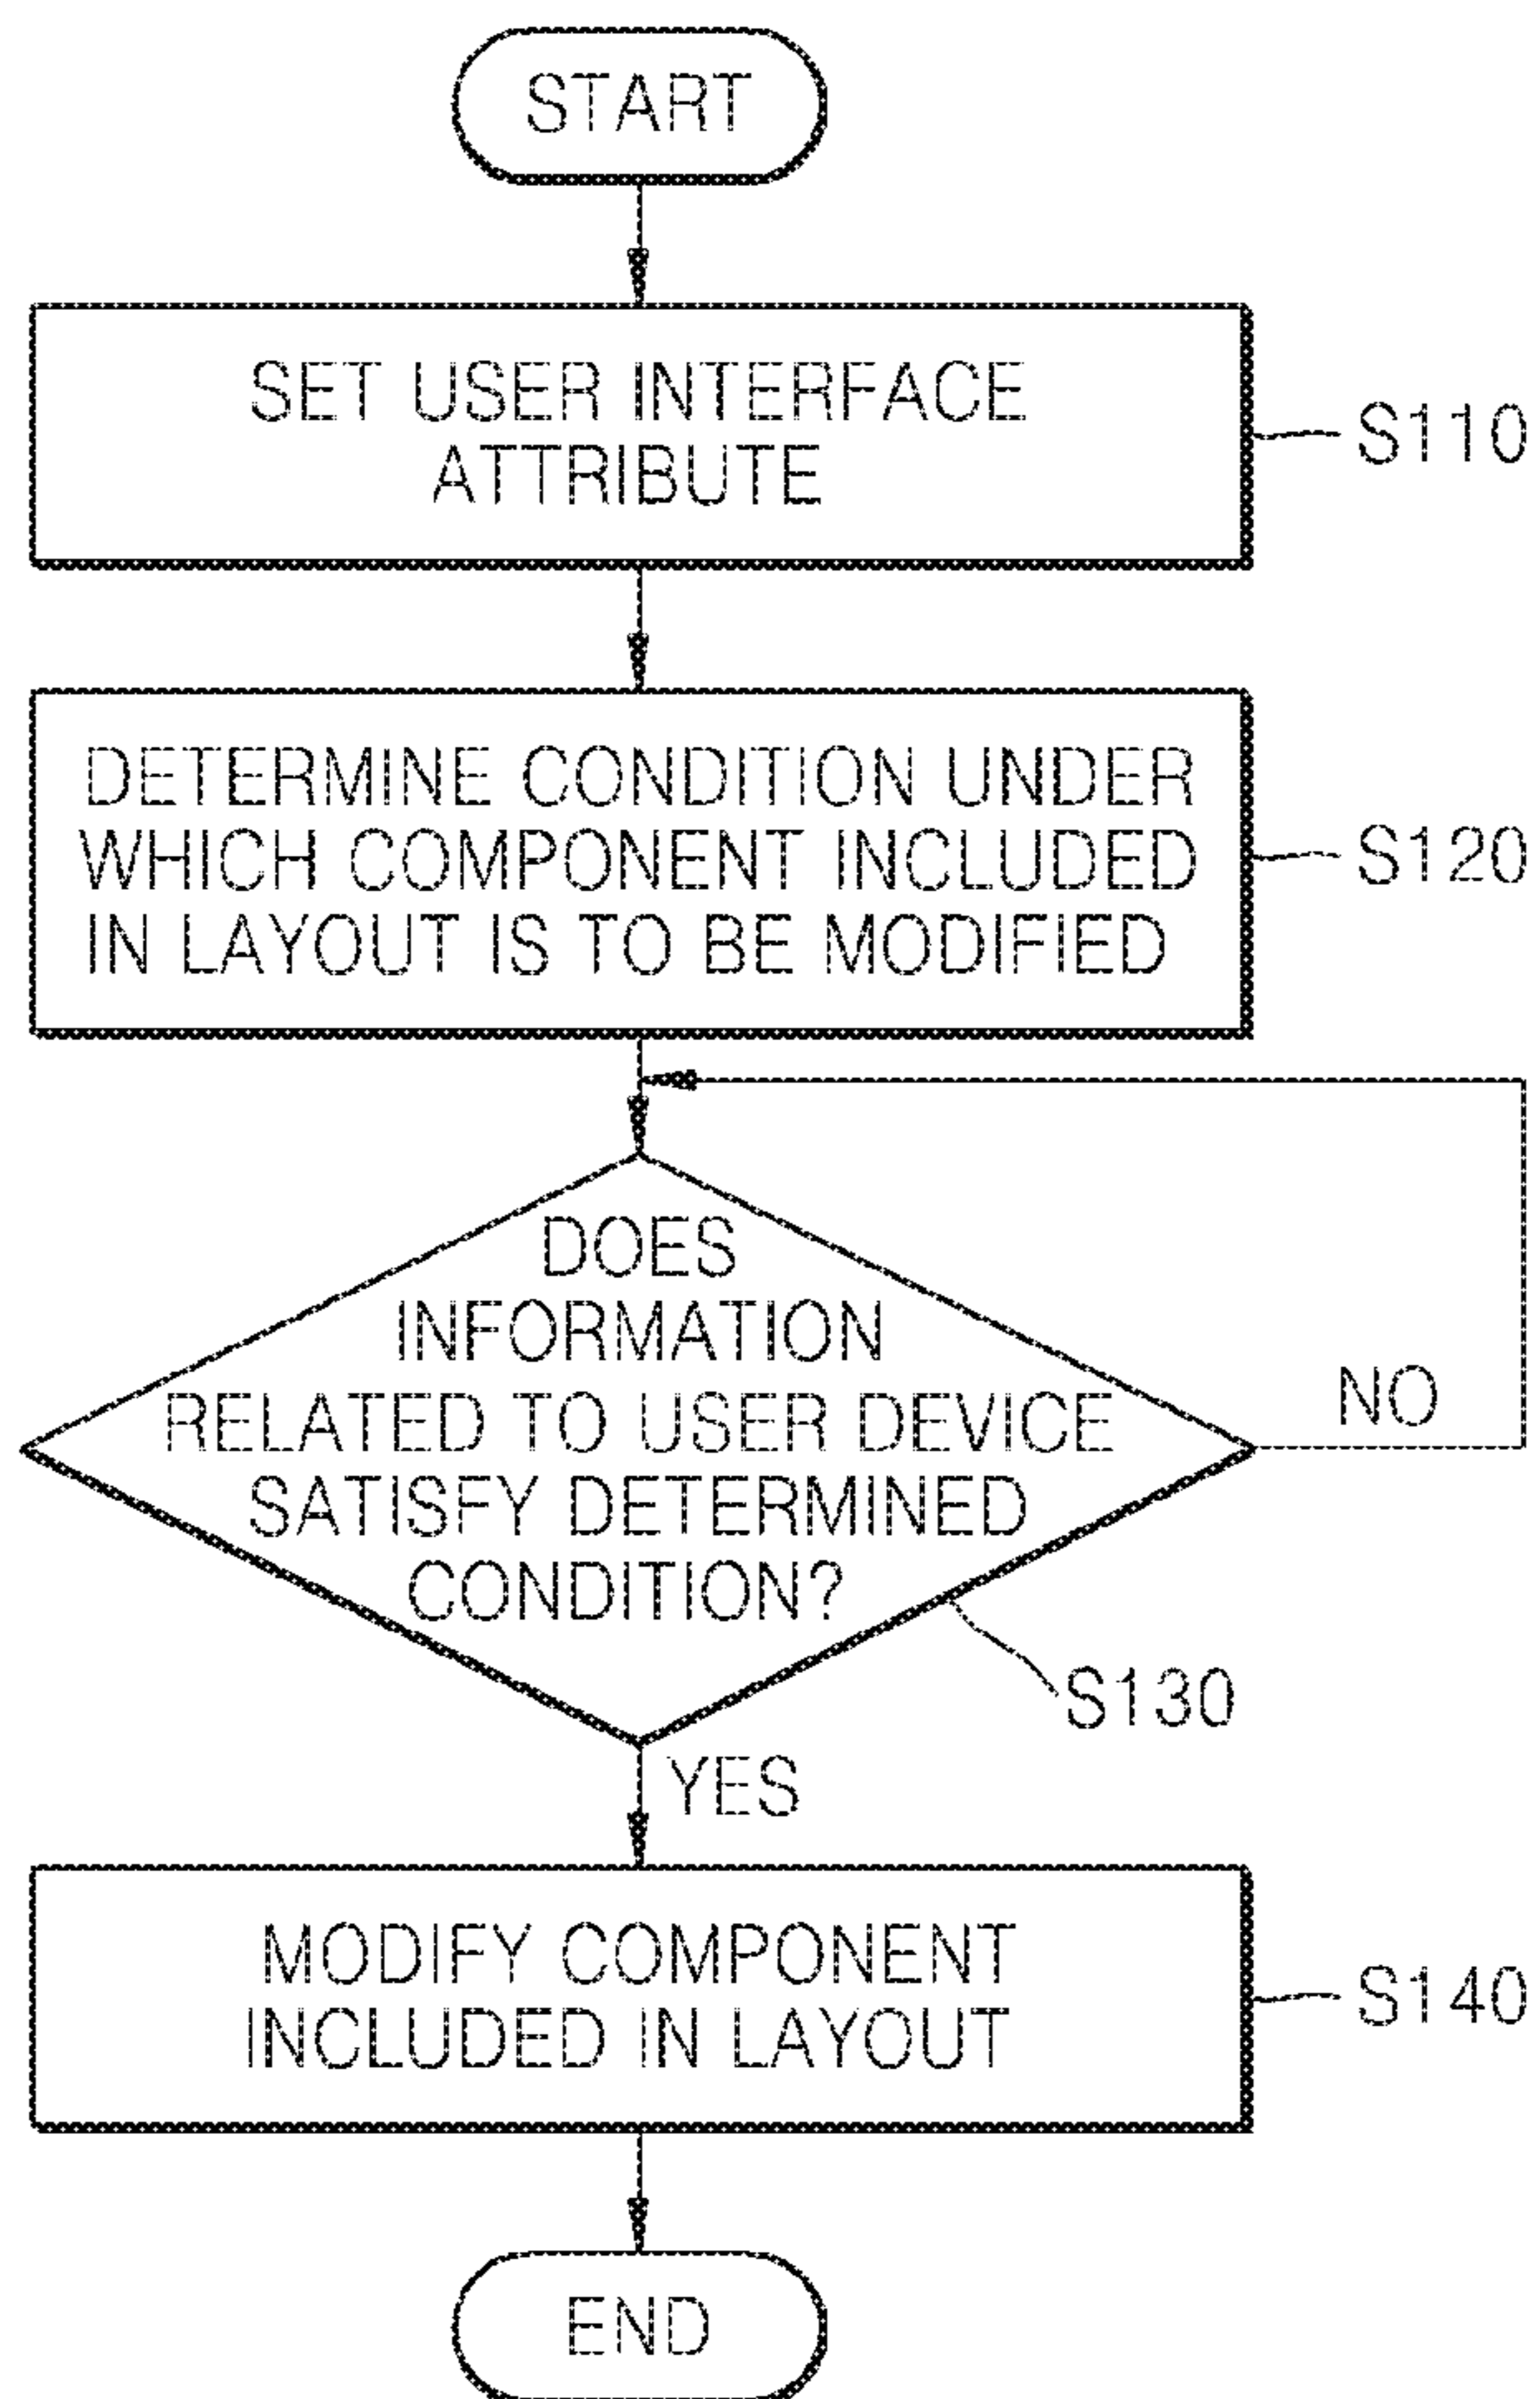 START
SET USER INTERFACE
ATTRIBUTE
S110
DETERMINE CONDITION UNDER
WHICH COMPONENT INCLUDED
IN LAYOUT IS TO BE MODIFIED
S120
DOES
INFORMATION
RELATED TO USER DEVICE
SATISFY DETERMINED
CONDITION?
NO
S130
YES
MODIFY COMPONENT
INCLUDED IN LAYOUT
S140
END